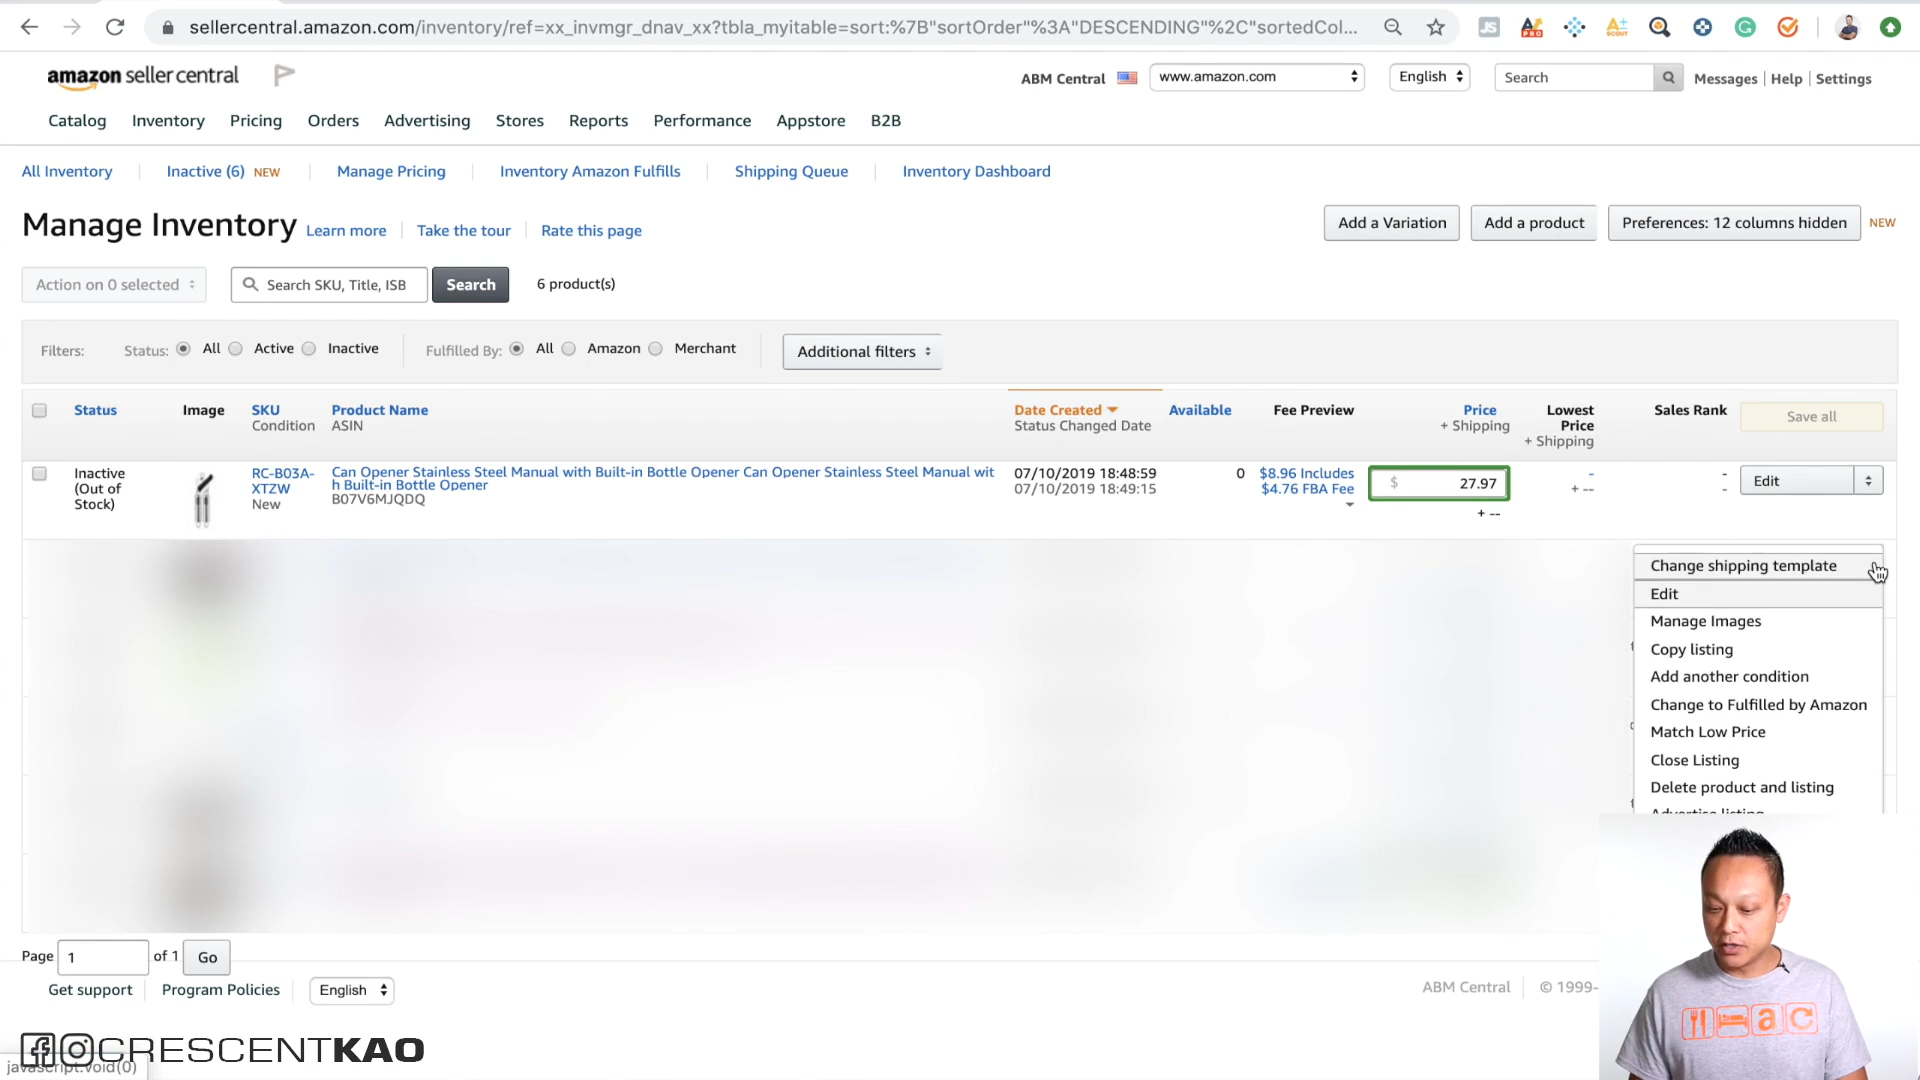 sellercentral.amazon.com/inventory/ref=xx_invmgr_dnav_xx?tbla_myitable=sort:%7B"sortOrder"%3A"DESCENDING"%2C"sortedCol...
JS
PRO
A+
SCOUT
amazon seller central
ABM Central
www.amazon.com
English
Search
Messages | Help | Settings
Catalog Inventory Pricing Orders Advertising Stores Reports Performance Appstore B2B
All Inventory
Inactive (6) NEW
Manage Pricing
Inventory Amazon Fulfills
Shipping Queue
Inventory Dashboard
Manage Inventory Learn more | Take the tour | Rate this page
Add a Variation
Add a product
Preferences: 12 columns hidden
NEW
Action on 0 selected
Search SKU, Title, ISB
Search
6 product(s)
Filters: Status: All Active Inactive Fulfilled By: All Amazon Merchant
Additional filters
Status
Image
SKU
Condition
Product Name
ASIN
Date Created
Status Changed Date
Available
Fee Preview
Price
+ Shipping
Lowest
Price
+ Shipping
Sales Rank
Save all
Inactive
(Out of
Stock)
RC-B03A-
XTZW
New
Can Opener Stainless Steel Manual with Built-in Bottle Opener Can Opener Stainless Steel Manual wit
h Built-in Bottle Opener
B07V6MJQDQ
07/10/2019 18:48:59
07/10/2019 18:49:15
0
$8.96 Includes
$4.76 FBA Fee
$ 27.97
+ --
-
+ --
-
-
Edit
Change shipping template
Edit
Manage Images
Copy listing
Add another condition
Change to Fulfilled by Amazon
Match Low Price
Close Listing
Delete product and listing
Advertise listing
Page 1 of 1 Go
Get support
Program Policies
English
ABM Central
© 1999-
CRESCENTKAO
javascript:void(0)
a c